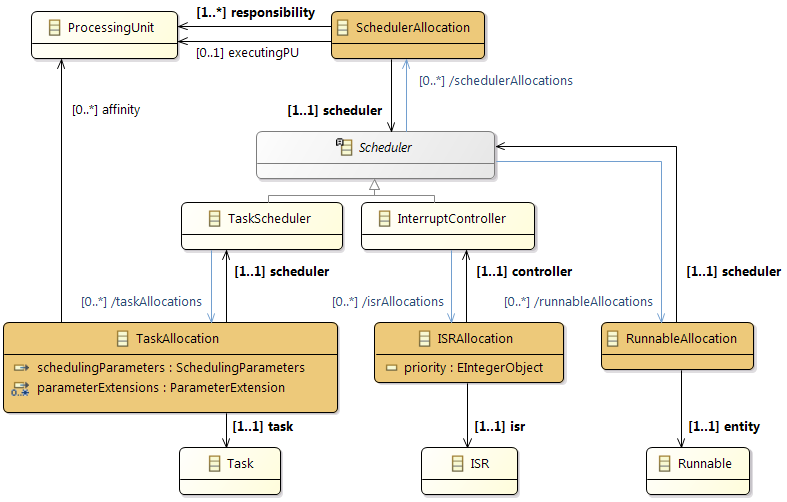 [1..*] responsibility
ProcessingUnit
SchedulerAllocation
[0..1] executingPU
[0..*] /schedulerAllocations
[0..*] affinity
[1..1] scheduler
Scheduler
TaskScheduler
InterruptController
[1..1] scheduler
[1..1] controller
[1..1] scheduler
[0..*] /taskAllocations
[0..*] /isrAllocations
[0..*] /runnableAllocations
TaskAllocation
ISRAllocation
RunnableAllocation
schedulingParameters : SchedulingParameters
priority : EIntegerObject
0..*
parameterExtensions : ParameterExtension
[1..1] task
[1..1] isr
[1..1] entity
Task
ISR
Runnable